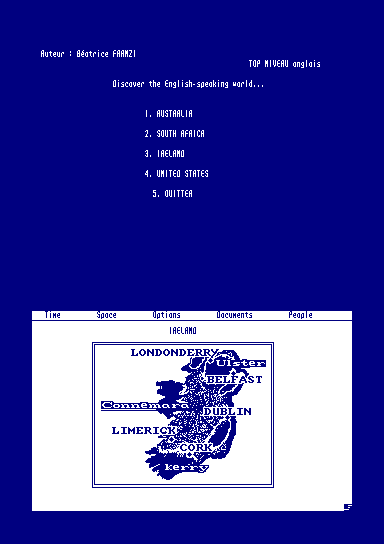 Auteur : Béatrice FRANZI
TOP NIVEAU anglais
Discover the English-speaking world...
1. AUSTRALIA
2. SOUTH AFRICA
3. IRELAND
4. UNITED STATES
5. QUITTER
Time Space Options Documents People
IRELAND
LONDONDERRY
Ulster
BELFAST
Connemara
DUBLIN
LIMERICK
CORK
kerry